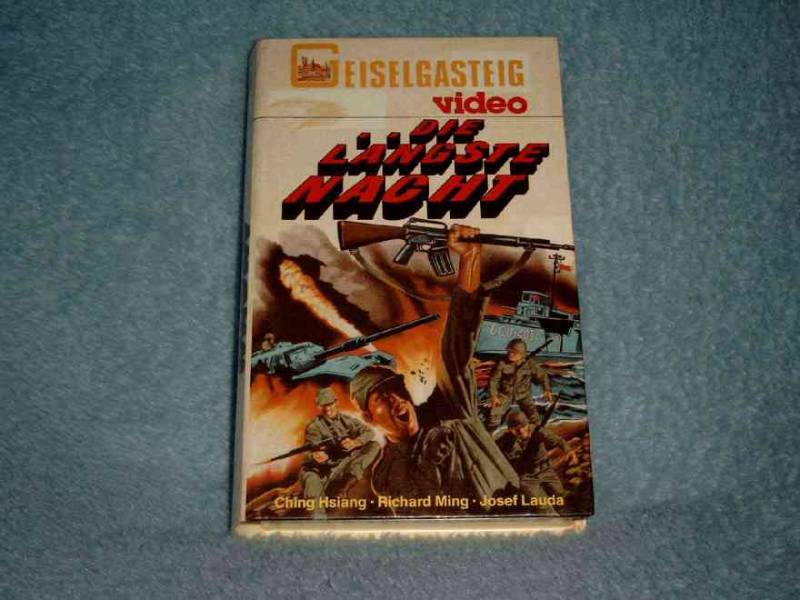 GEISELGASTEIG
video
..DIE
LÄNGSTE
NACHT
Ching Hsiang · Richard Ming · Josef Lauda